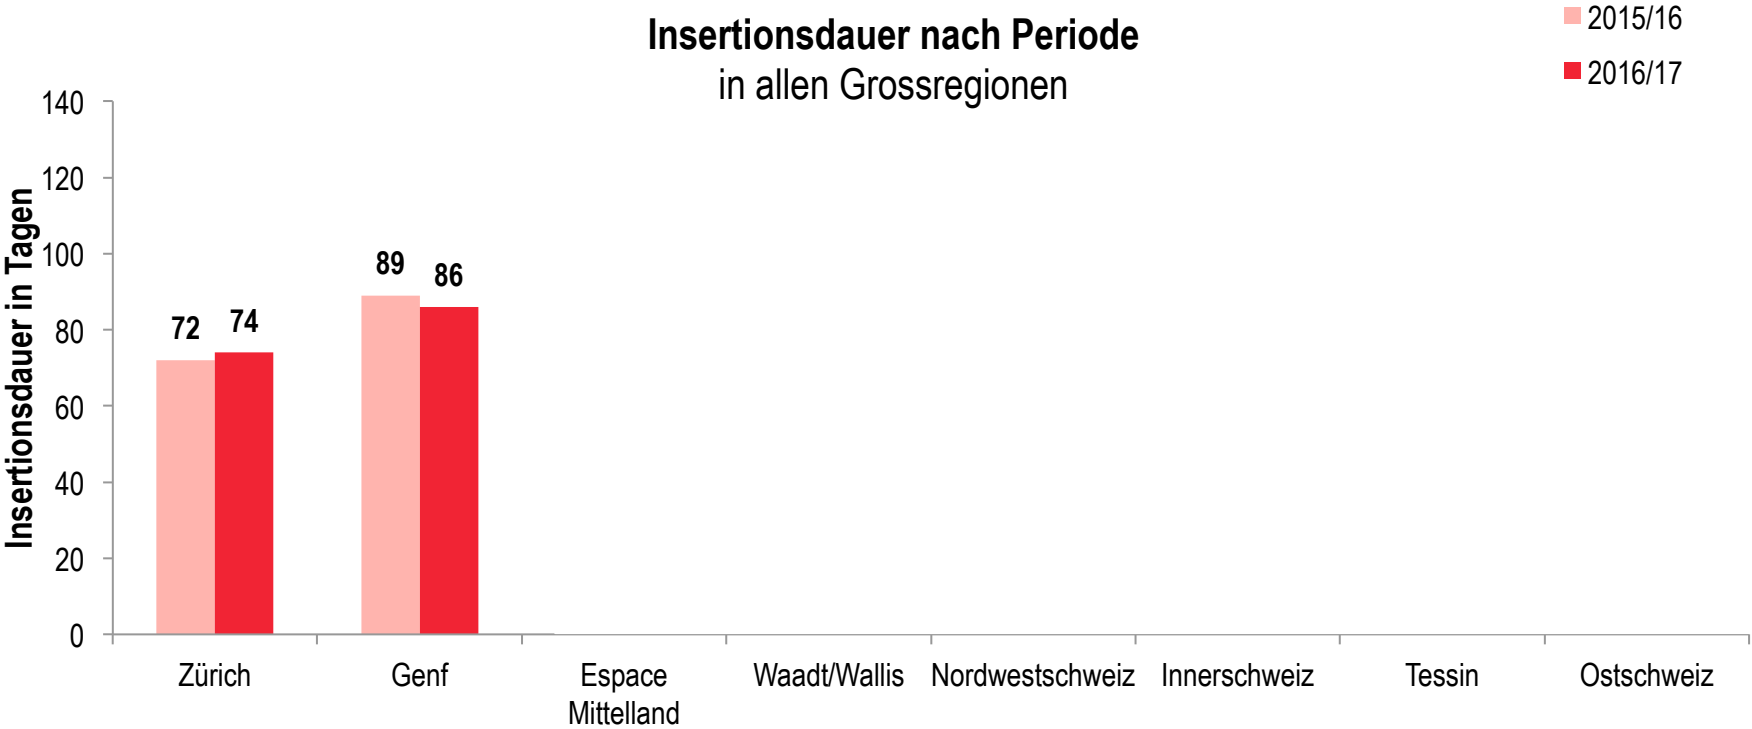 Insertionsdauer nach Periode
in allen Grossregionen
2015/16
2016/17
Insertionsdauer in Tagen
140
120
100
80
60
40
20
0
72
74
89
86
Zürich
Genf
Espace
Mittelland
Waadt/Wallis
Nordwestschweiz
Innerschweiz
Tessin
Ostschweiz